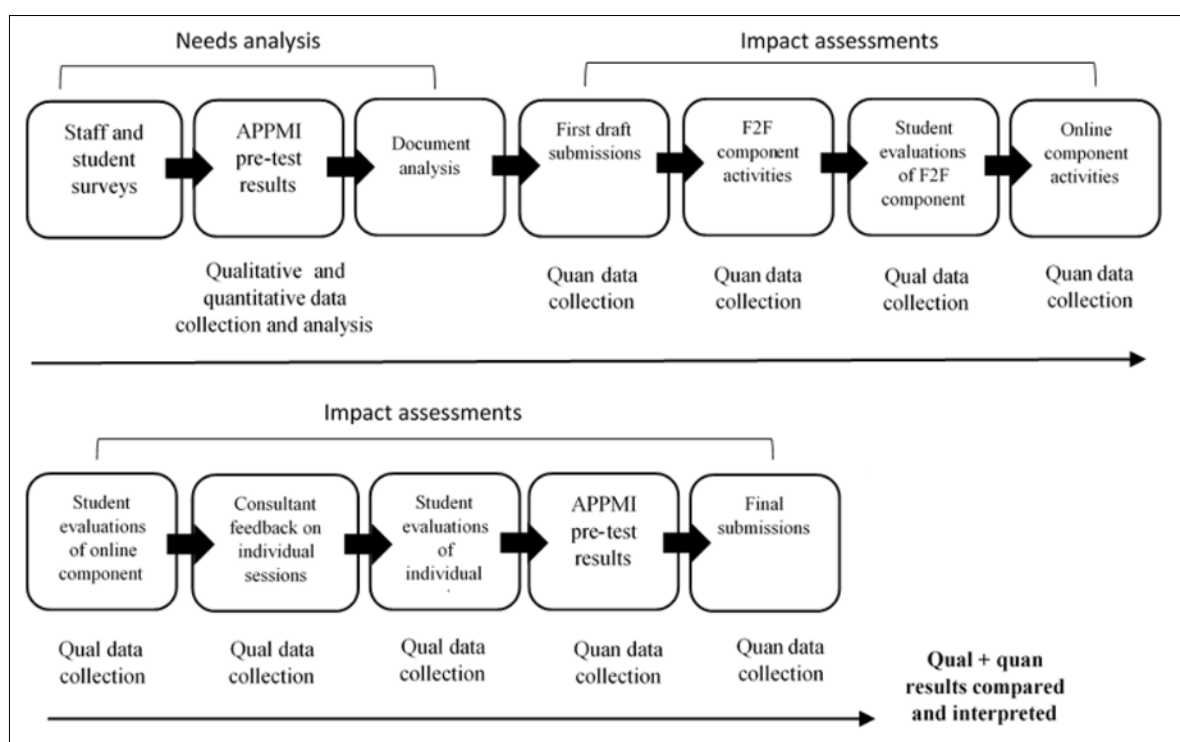 Needs analysis
Impact assessments
Staff and
student
surveys
APPMI
pre-test
results
Document
analysis
First draft
submissions
F2F
component
activities
Student
evaluations
of F2F
component
Online
component
activities
Qualitative and
quantitative data
collection and analysis
Quan data
collection
Quan data
collection
Qual data
collection
Quan data
collection
Impact assessments
Student
evaluations
of online
component
Consultant
feedback on
individual
sessions
Student
evaluations
of
individual
APPMI
pre-test
results
Final
submissions
Qual data
collection
Qual data
collection
Qual data
collection
Quan data
collection
Quan data
collection
Qual + quan
results compared
and interpreted